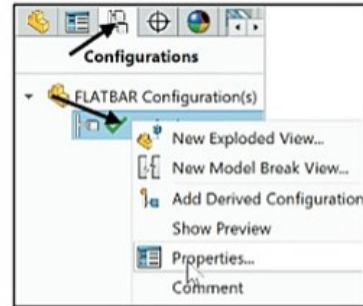 Configurations
FLATBAR Configuration(s)
New Exploded View...
New Model Break View...
Add Derived Configuration
Show Preview
Properties...
Comment